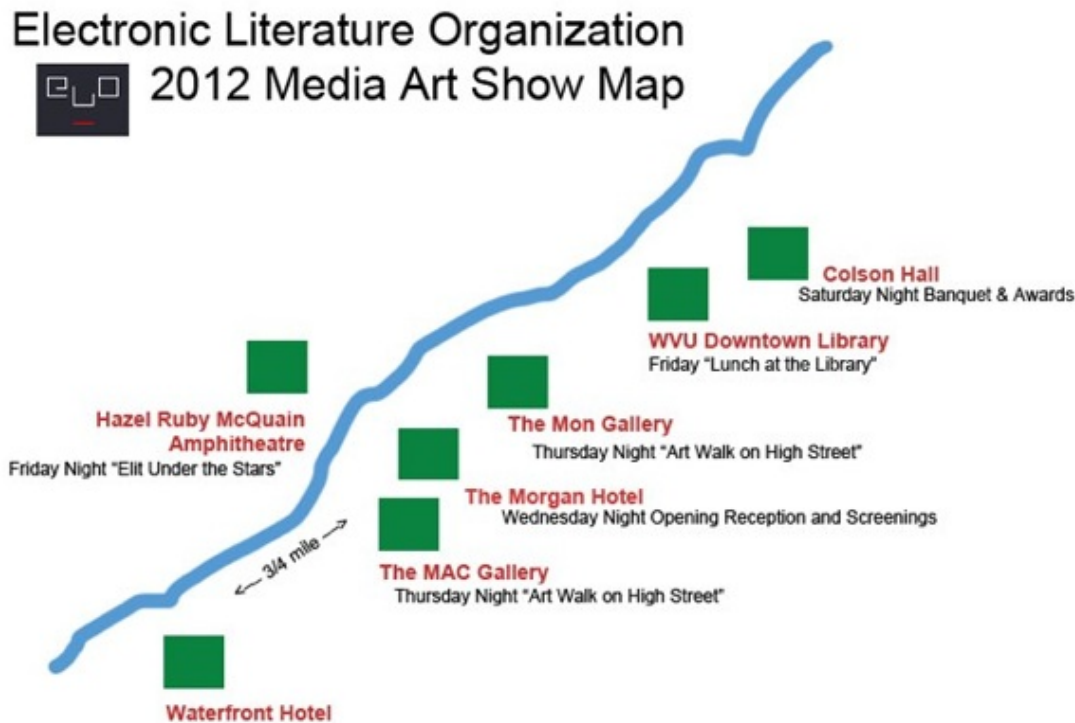 Electronic Literature Organization
2012 Media Art Show Map
elo
Colson Hall
Saturday Night Banquet & Awards
WVU Downtown Library
Friday "Lunch at the Library"
Hazel Ruby McQuain
Amphitheatre
Friday Night "Elit Under the Stars"
The Mon Gallery
Thursday Night "Art Walk on High Street"
The Morgan Hotel
Wednesday Night Opening Reception and Screenings
<--- 3/4 mile --->
The MAC Gallery
Thursday Night "Art Walk on High Street"
Waterfront Hotel